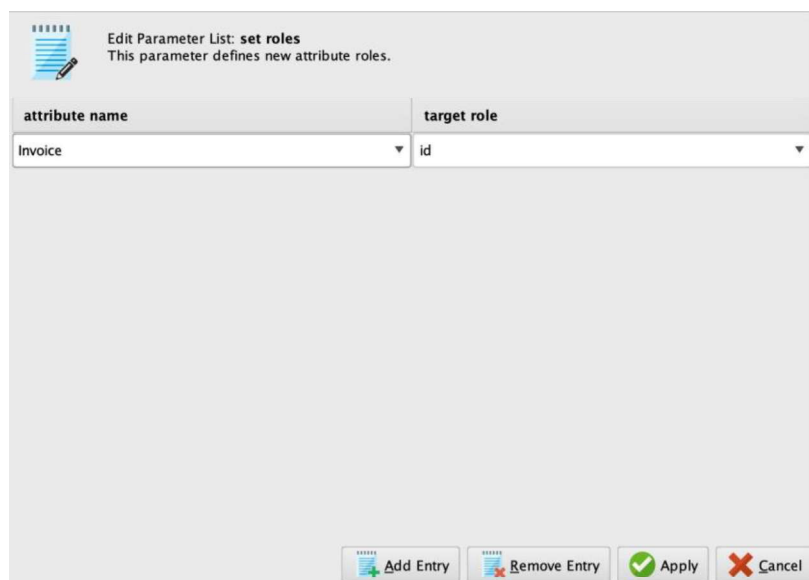 Edit Parameter List: set roles
This parameter defines new attribute roles.
attribute name target role
Invoice id
Add Entry Remove Entry Apply Cancel